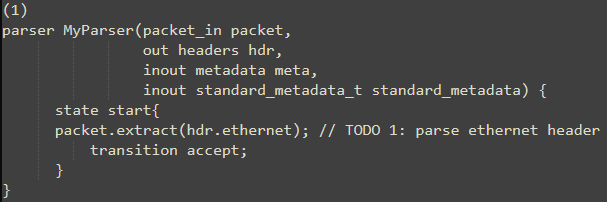 (1)
parser MyParser(packet_in packet,
                out headers hdr,
                inout metadata meta,
                inout standard_metadata_t standard_metadata) {
     state start{
     packet.extract(hdr.ethernet); // TODO 1: parse ethernet header
         transition accept;
     }
}